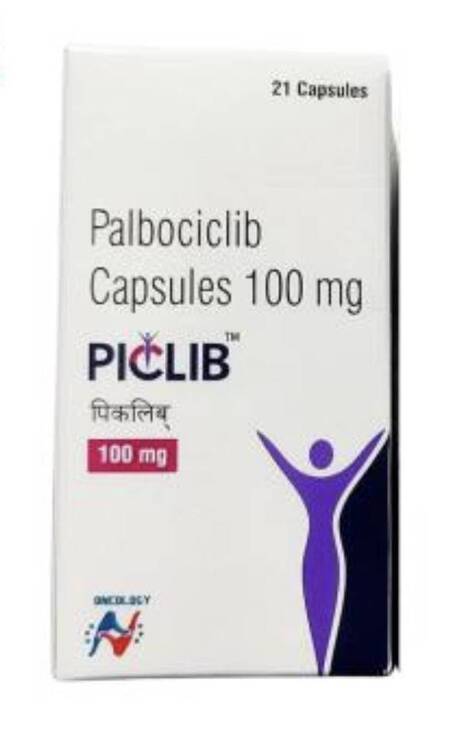 21 Capsules
Palbociclib
Capsules 100 mg
PICLIB™
पिकलिब्
100 mg
ONCOLOGY